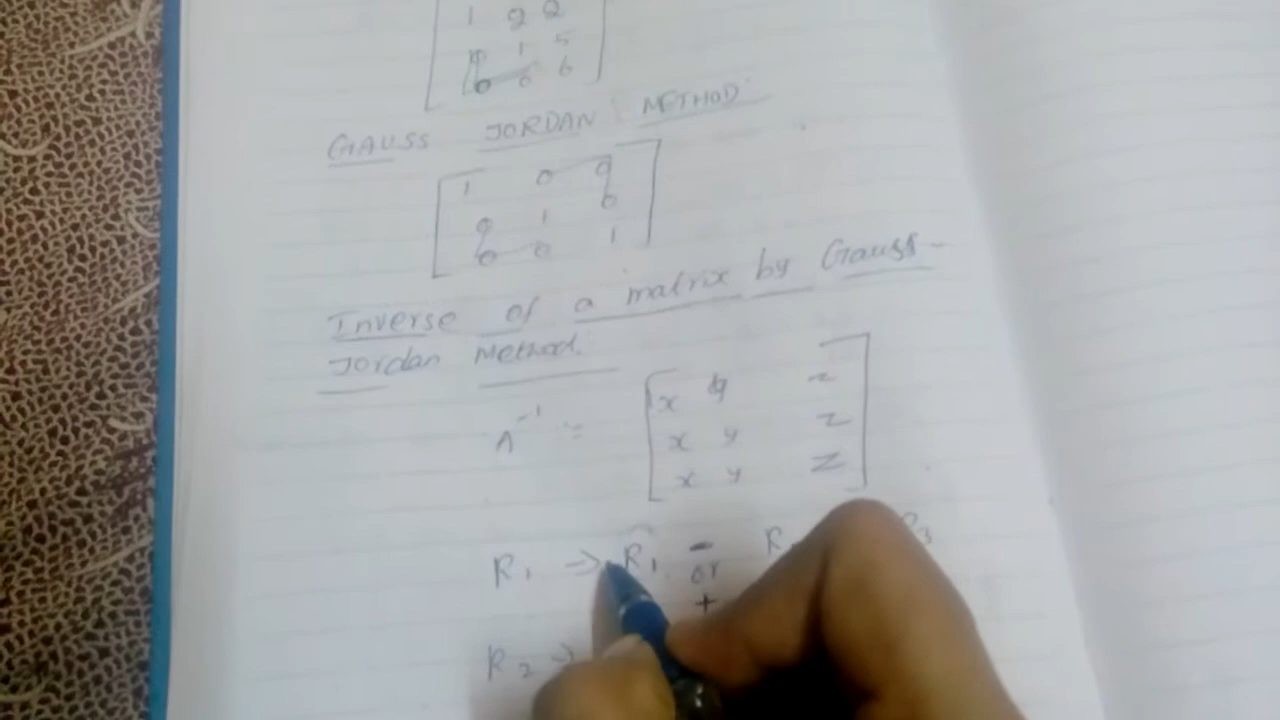 1 2 2
0 1 5
0 0 6
GAUSS JORDAN METHOD
1 0 0
0 1 0
0 0 1
Inverse of a matrix by Gauss-
Jordan Method.
A⁻¹ =
x y z
x y z
x y z
R₁ → R₁ - R
or
+
R₂ →